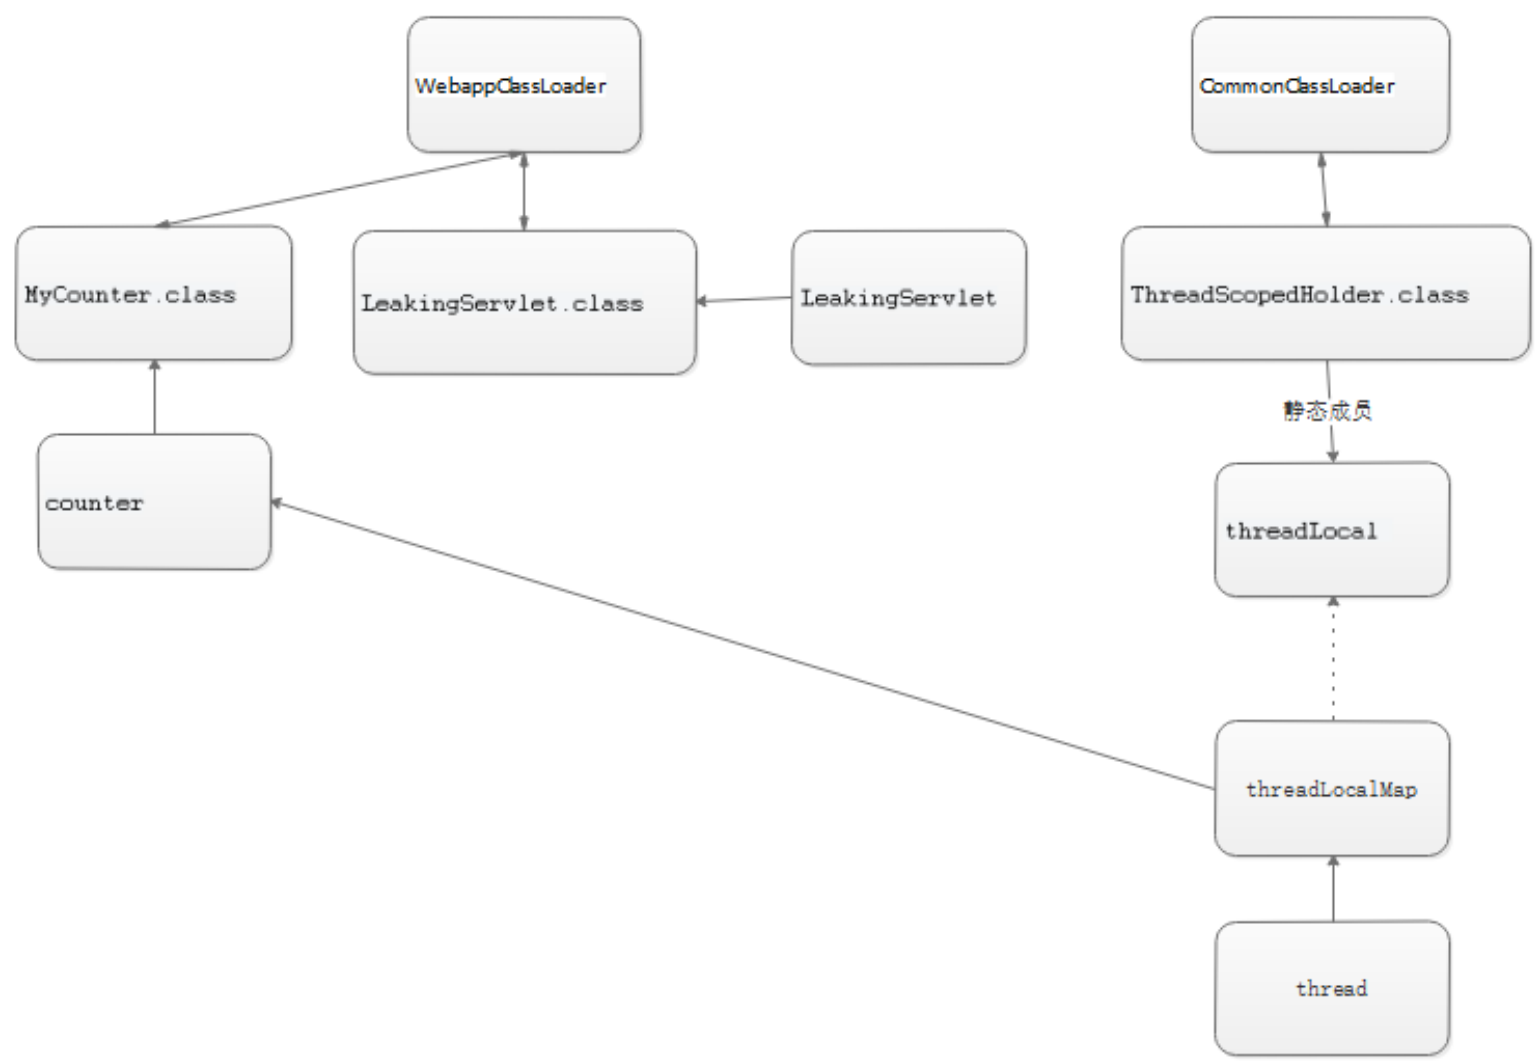 WebappClassLoader
CommonClassLoader
MyCounter.class
LeakingServlet.class
LeakingServlet
ThreadScopedHolder.class
静态成员
counter
threadLocal
threadLocalMap
thread